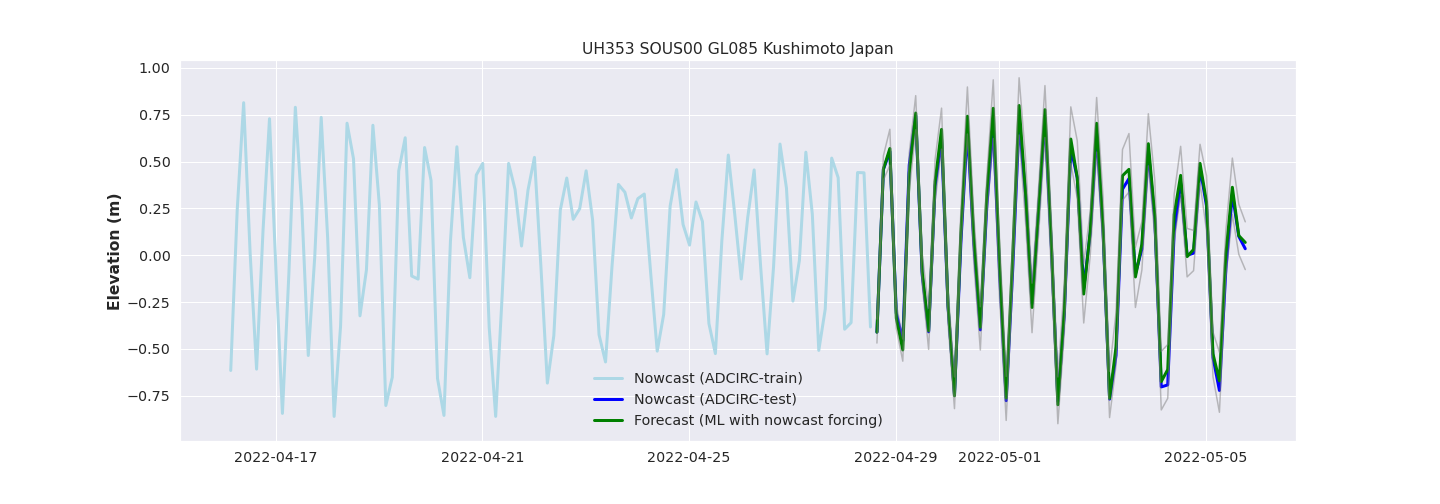 UH353 SOUS00 GL085 Kushimoto Japan
1.00
0.75
0.50
0.25
0.00
−0.25
−0.50
−0.75
Elevation (m)
Nowcast (ADCIRC-train)
Nowcast (ADCIRC-test)
Forecast (ML with nowcast forcing)
2022-04-17 2022-04-21 2022-04-25 2022-04-29 2022-05-01 2022-05-05